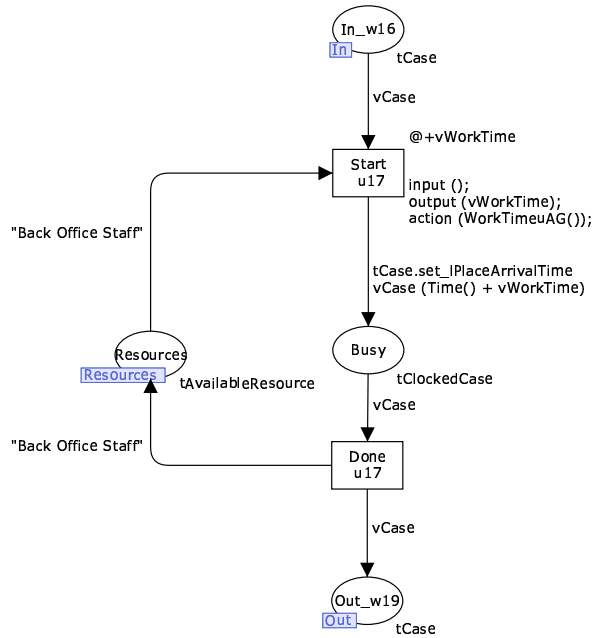 In_w16
In
tCase
vCase
@+vWorkTime
Start
u17
input ();
output (vWorkTime);
action (WorkTimeuAG());
"Back Office Staff"
tCase.set_lPlaceArrivalTime
vCase (Time() + vWorkTime)
Resources
Resources
tAvailableResource
Busy
tClockedCase
vCase
"Back Office Staff"
Done
u17
vCase
Out_w19
Out
tCase